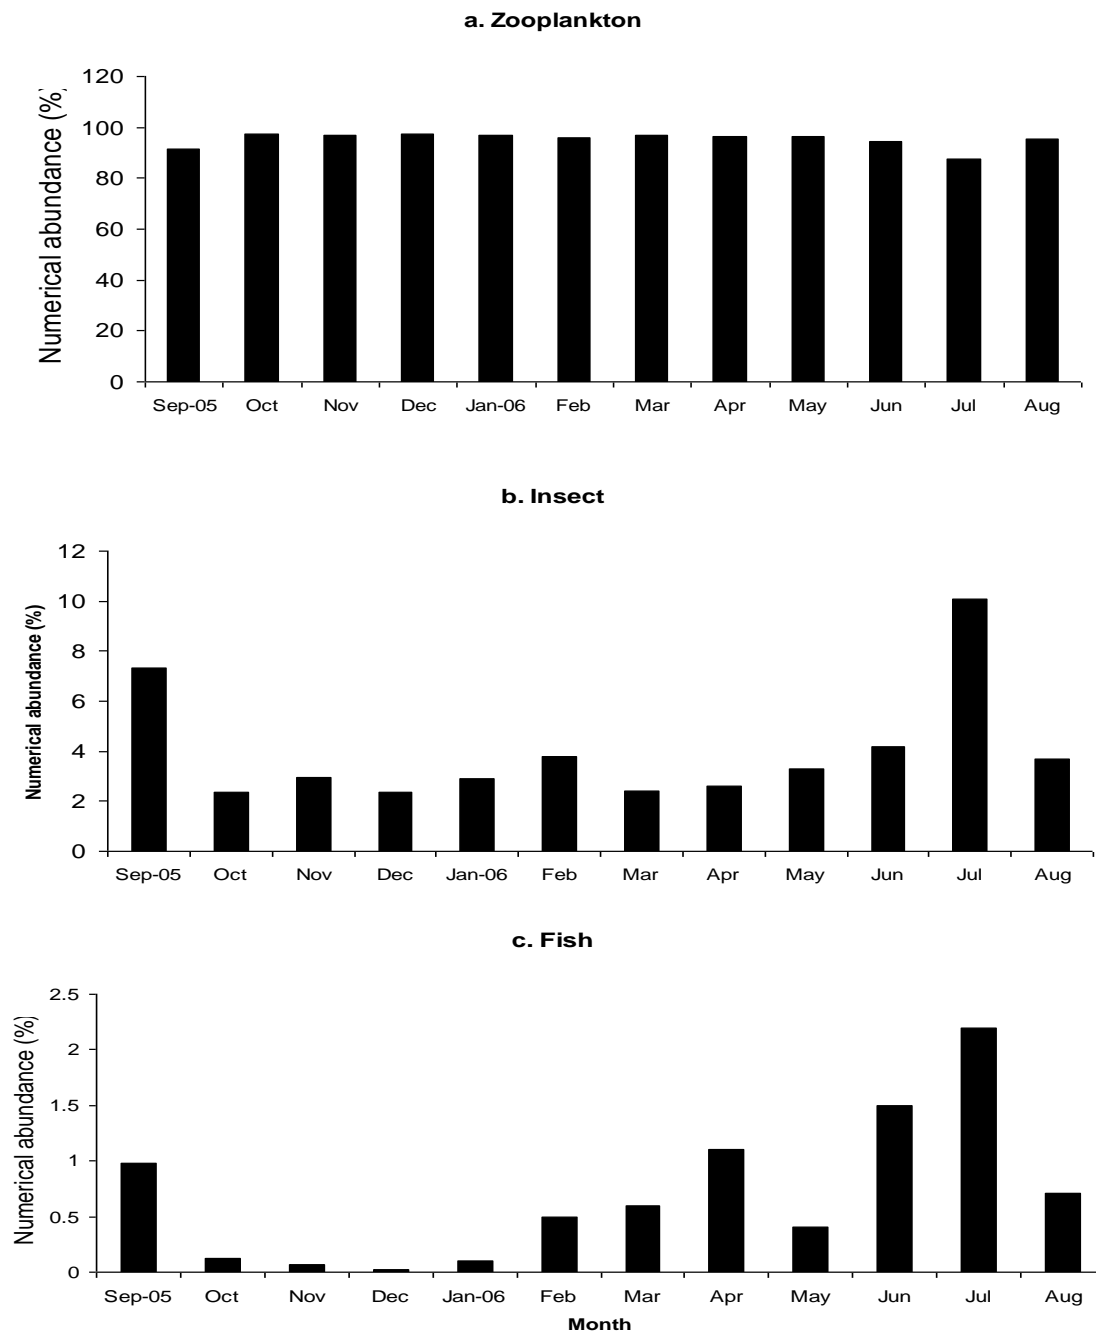 a. Zooplankton
Numerical abundance (%)
120
100
80
60
40
20
0
Sep-05 Oct Nov Dec Jan-06 Feb Mar Apr May Jun Jul Aug
b. Insect
Numerical abundance (%)
12
10
8
6
4
2
0
Sep-05 Oct Nov Dec Jan-06 Feb Mar Apr May Jun Jul Aug
c. Fish
Numerical abundance (%)
2.5
2
1.5
1
0.5
0
Sep-05 Oct Nov Dec Jan-06 Feb Mar Apr May Jun Jul Aug
Month